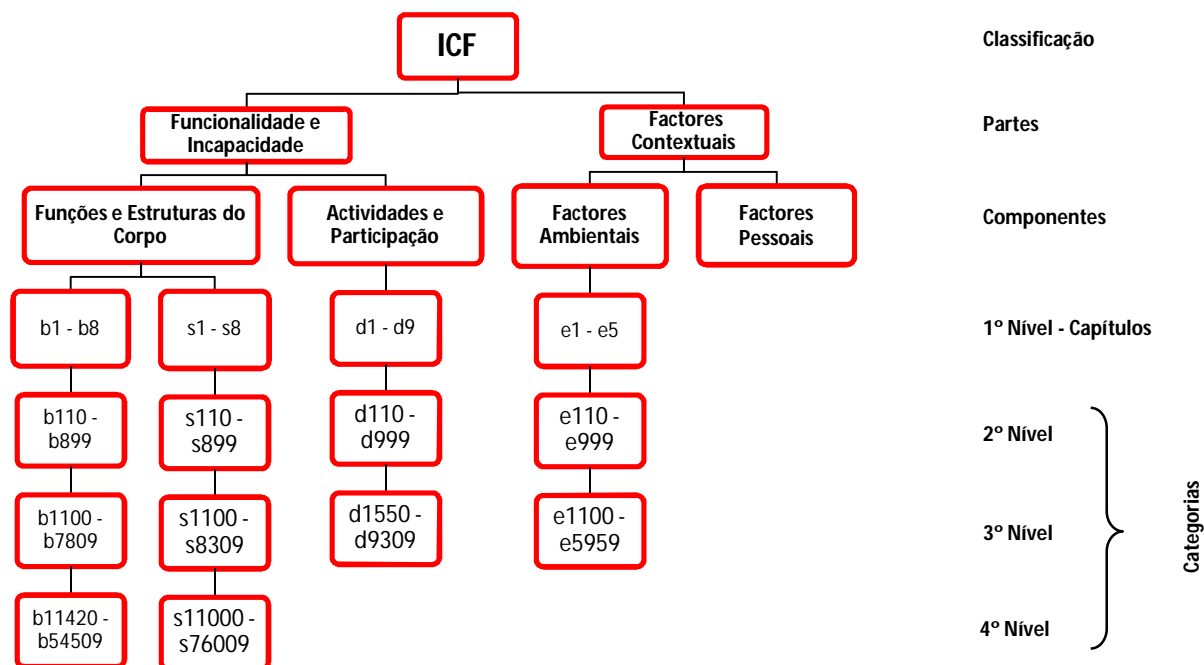 ICF
Classificação
Funcionalidade e
Incapacidade
Factores
Contextuais
Partes
Funções e Estruturas do
Corpo
Actividades e
Participação
Factores
Ambientais
Factores
Pessoais
Componentes
b1 - b8
s1 - s8
d1 - d9
e1 - e5
1º Nível - Capítulos
b110 -
b899
s110 -
s899
d110 -
d999
e110 -
e999
2º Nível
b1100 -
b7809
s1100 -
s8309
d1550 -
d9309
e1100 -
e5959
3º Nível
b11420 -
b54509
s11000 -
s76009
4º Nível
Categorias